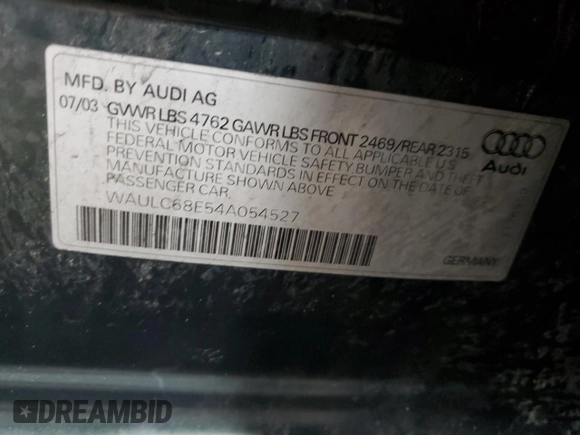 MFD. BY AUDI AG
07/03 GVWR LBS 4762 GAWR LBS FRONT 2469/REAR 2315
THIS VEHICLE CONFORMS TO ALL APPLICABLE U.S.
FEDERAL MOTOR VEHICLE SAFETY BUMPER AND THEFT
PREVENTION STANDARDS IN EFFECT ON THE DATE OF
MANUFACTURE SHOWN ABOVE
PASSENGER CAR.
WAULC68E54A054527
Audi
GERMANY
DREAMBID